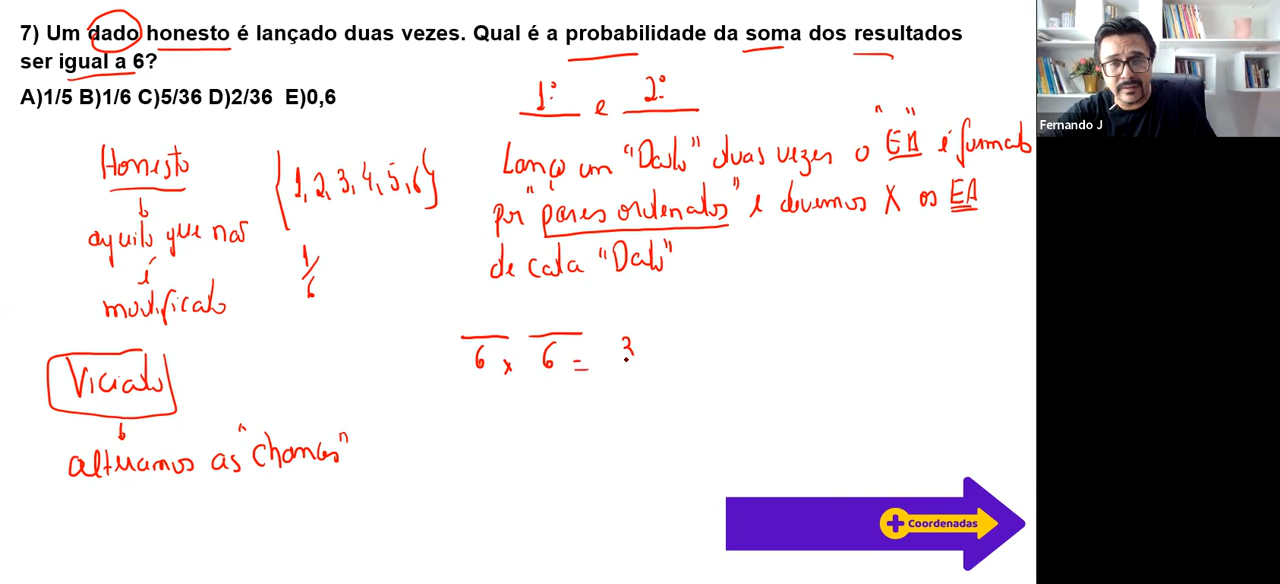 7) Um dado honesto é lançado duas vezes. Qual é a probabilidade da soma dos resultados
ser igual a 6?
A)1/5 B)1/6 C)5/36 D)2/36 E)0,6
Fernando J
1º e 2º
Honesto
aquilo que não
é
modificado
{1,2,3,4,5,6}
1/6
Lanço um "Dado" duas vezes o "EA" é formado
por "pares ordenados" e devemos X os EA
de cada "Dado"
6 x 6 = 3
Viciado
alteramos as "chances"
+Coordenadas